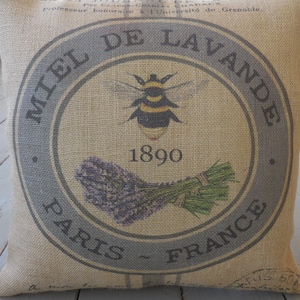 Professeur honoraire à l'Université de Grenoble
MIEL DE LAVANDE
1890
PARIS ~ FRANCE